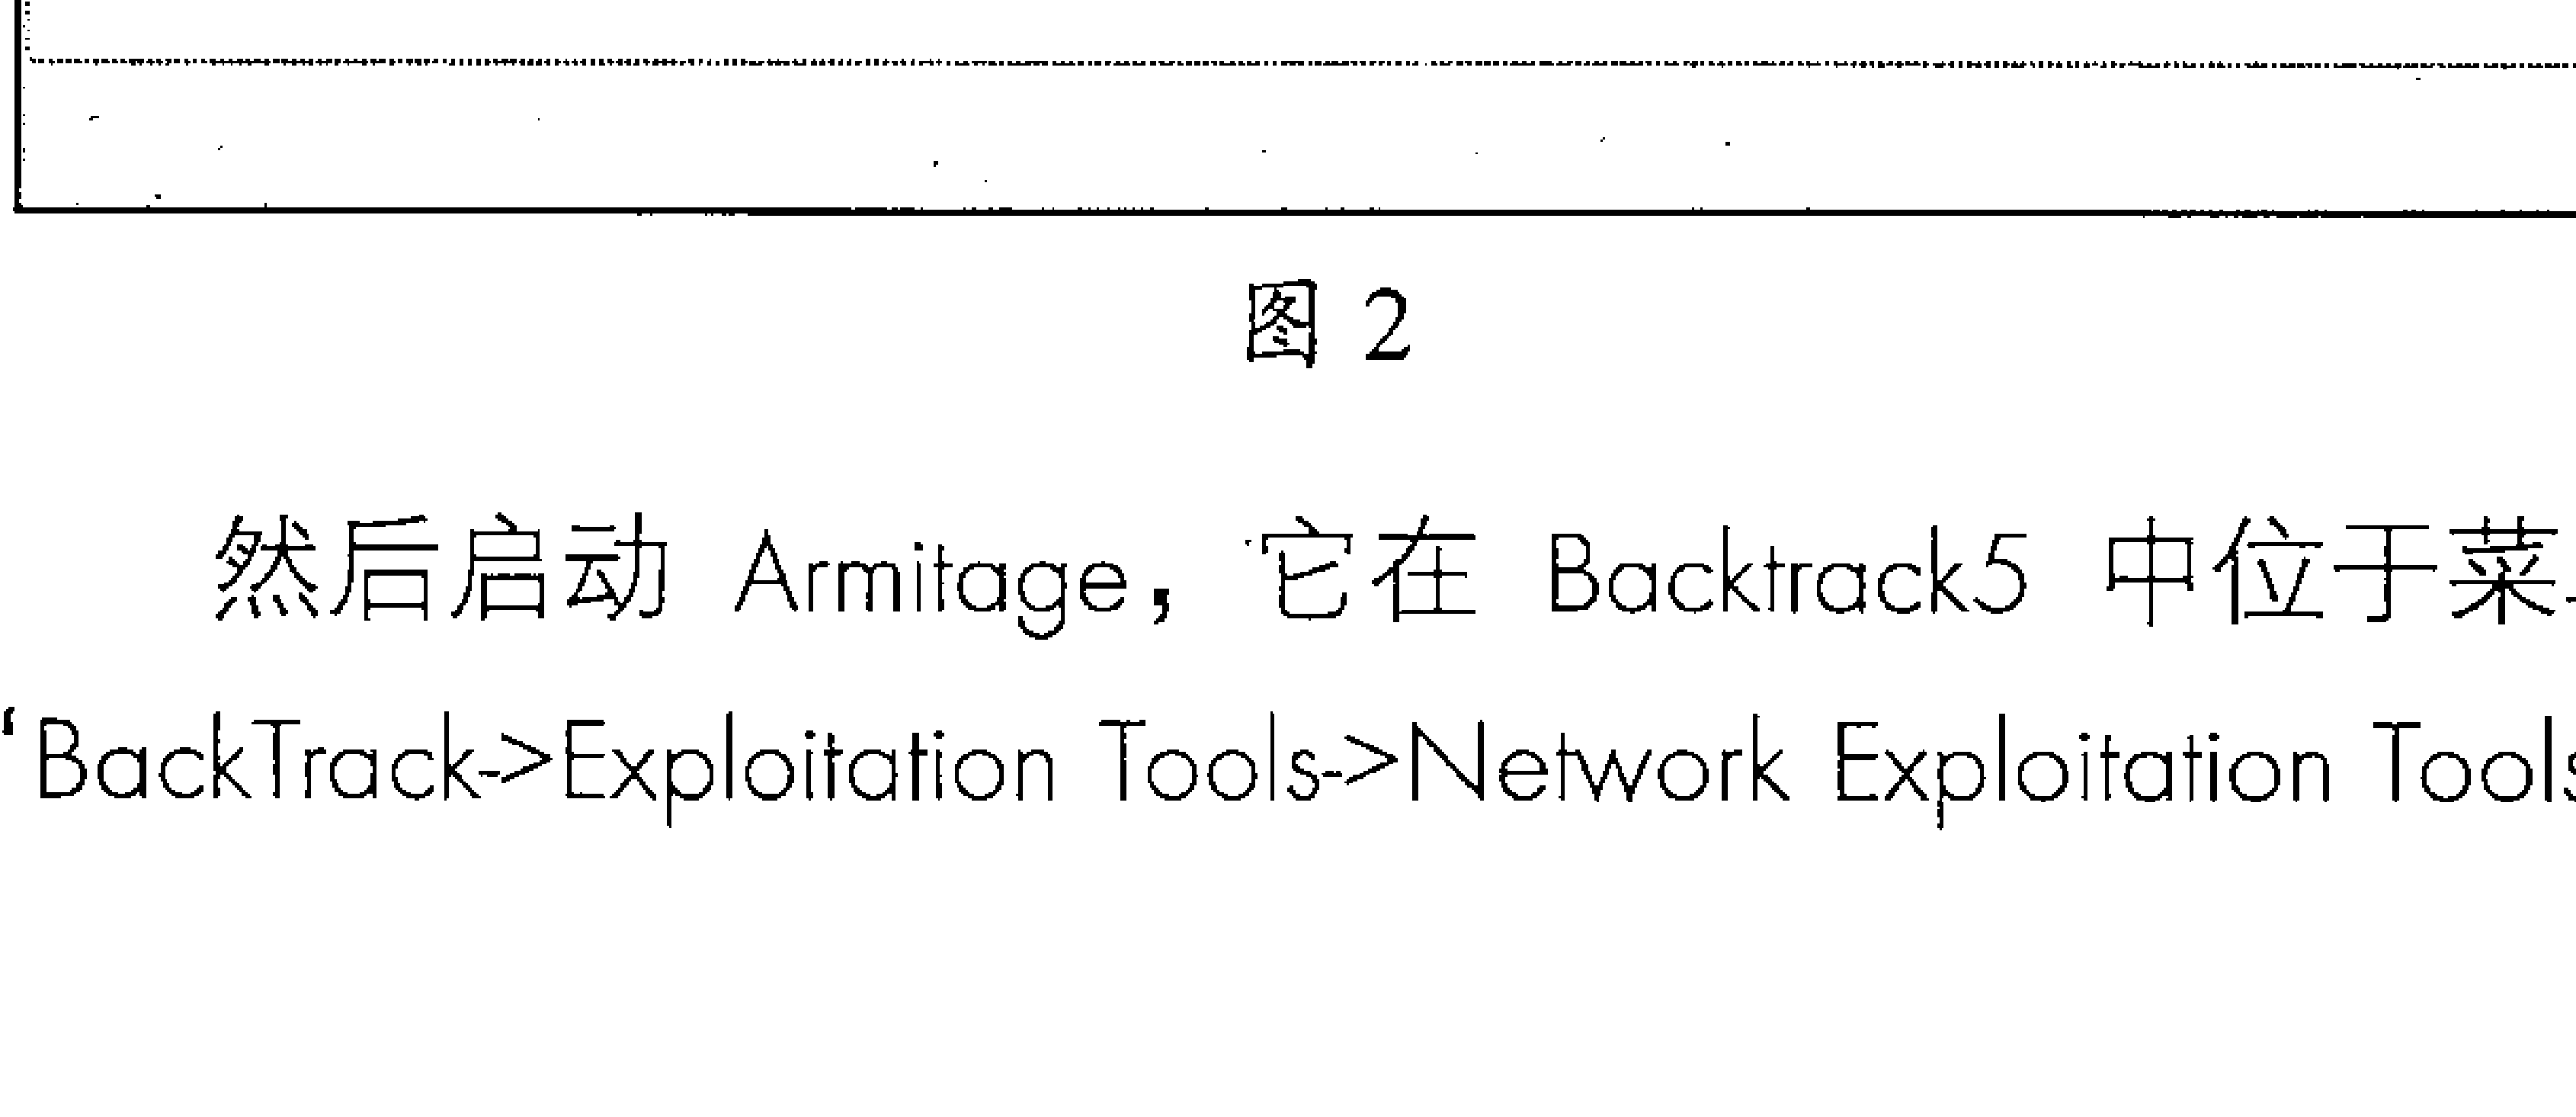 图 2
然后启动 Armitage，它在 Backtrack5 中位于菜
“BackTrack->Exploitation Tools->Network Exploitation Tools